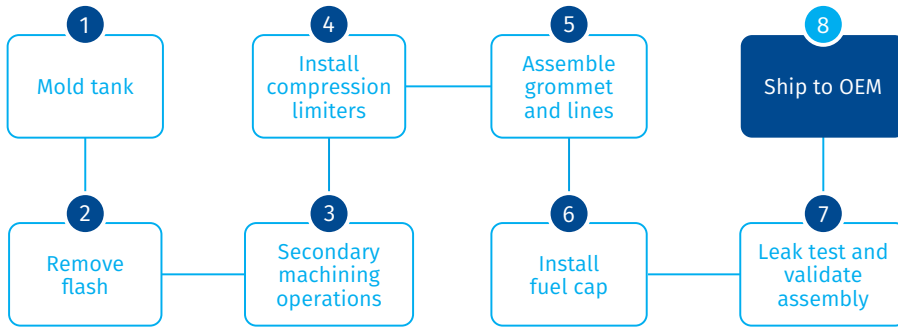 1
Mold tank
2
Remove
flash
3
Secondary
machining
operations
4
Install
compression
limiters
5
Assemble
grommet
and lines
6
Install
fuel cap
7
Leak test and
validate
assembly
8
Ship to OEM